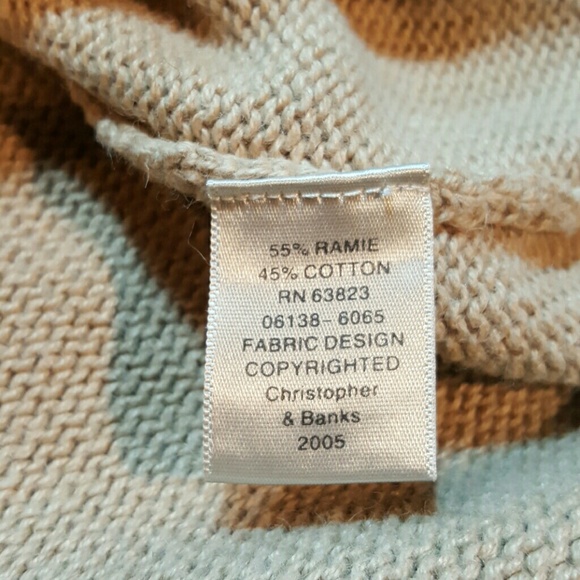 55% RAMIE
45% COTTON
RN 63823
06138-6065
FABRIC DESIGN
COPYRIGHTED
Christopher
& Banks
2005